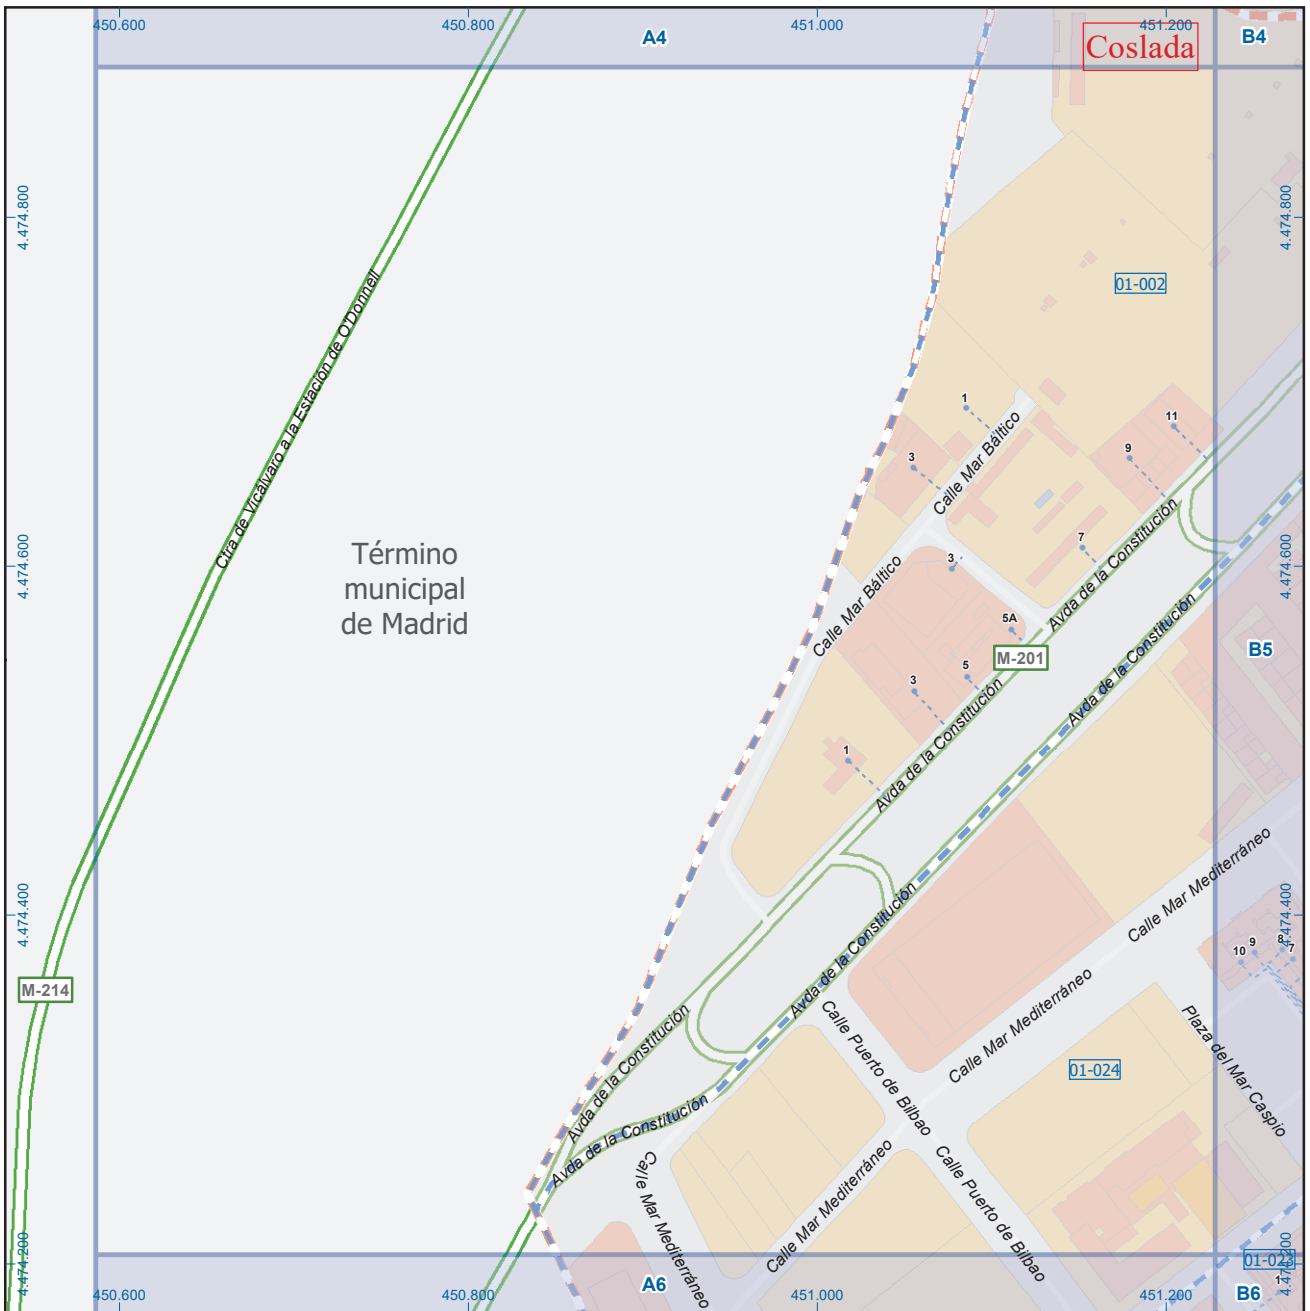 450.600
450.800
451.000
451.200
A4
B4
Coslada
4.474.800
4.474.800
01-002
Ctra de Vicálvaro a la Estación de O'Donnell
1
11
3
9
Calle Mar Báltico
7
4.474.600
4.474.600
Término
municipal
de Madrid
3
Calle Mar Báltico
Avda de la Constitución
5A
M-201
B5
Avda de la Constitución
5
3
Avda de la Constitución
1
4.474.400
4.474.400
Calle Mar Mediterráneo
Avda de la Constitución
10
9
8
7
M-214
Calle Mar Mediterráneo
Avda de la Constitución
Calle Puerto de Bilbao
Plaza del Mar Caspio
01-024
Avda de la Constitución
Calle Mar Mediterráneo
Calle Mar Mediterráneo
Calle Puerto de Bilbao
4.474.200
4.474.200
01-023
A6
B6
450.600
450.800
451.000
451.200